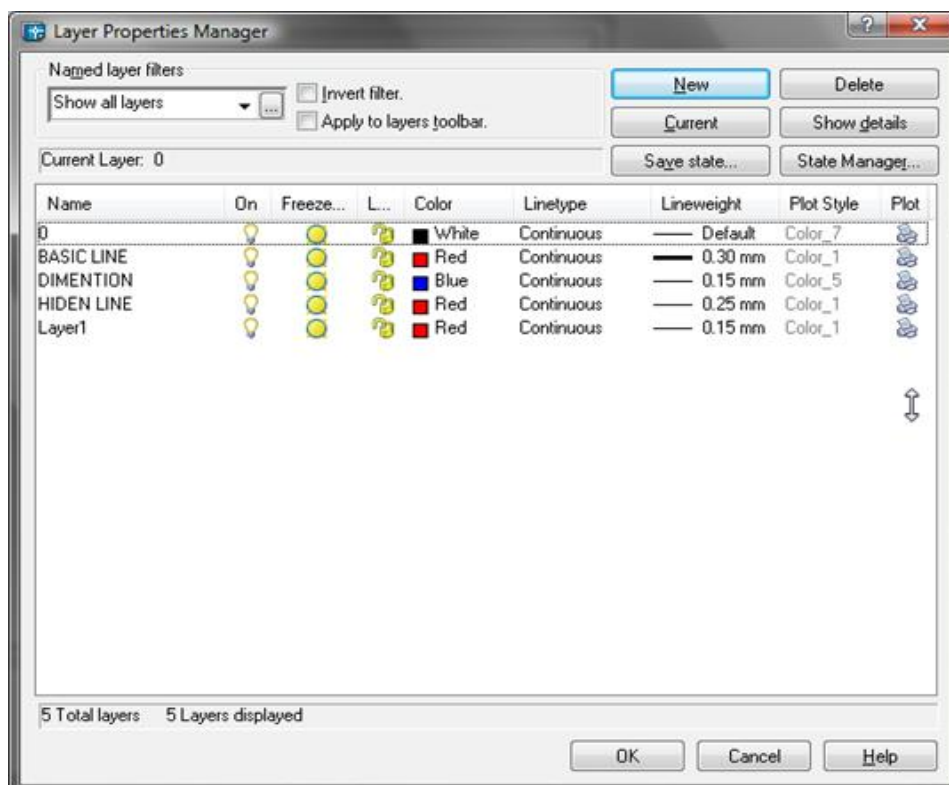 Layer Properties Manager
Named layer filters
Show all layers
...
Invert filter.
Apply to layers toolbar.
New
Delete
Current
Show details
Current Layer: 0
Save state...
State Manager...
Name On Freeze... L... Color Linetype Lineweight Plot Style Plot
0 White Continuous Default Color_7
BASIC LINE Red Continuous 0.30 mm Color_1
DIMENTION Blue Continuous 0.15 mm Color_5
HIDEN LINE Red Continuous 0.25 mm Color_1
Layer1 Red Continuous 0.15 mm Color_1
5 Total layers 5 Layers displayed
OK Cancel Help